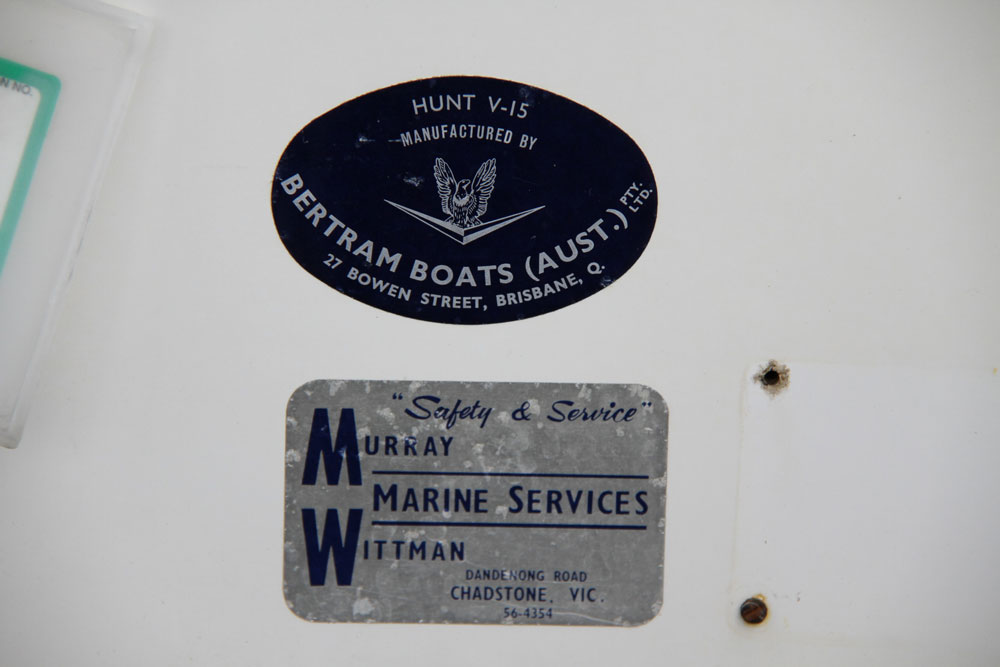 N NO.
HUNT V-15
MANUFACTURED BY
BERTRAM BOATS (AUST.) PTY. LTD.
27 BOWEN STREET, BRISBANE, Q.
"Safety & Service"
MURRAY
MARINE SERVICES
WITTMAN
DANDENONG ROAD
CHADSTONE, VIC.
56-4354